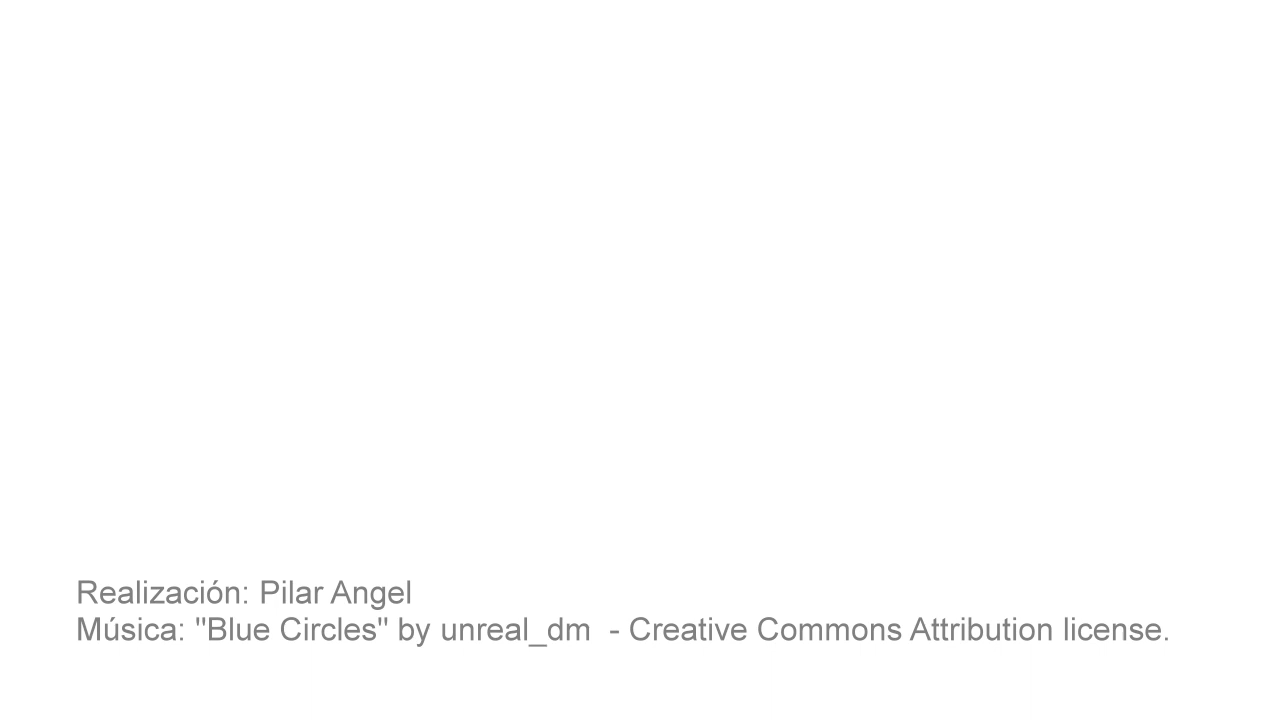 Realización: Pilar Angel
Música: "Blue Circles" by unreal_dm  - Creative Commons Attribution license.